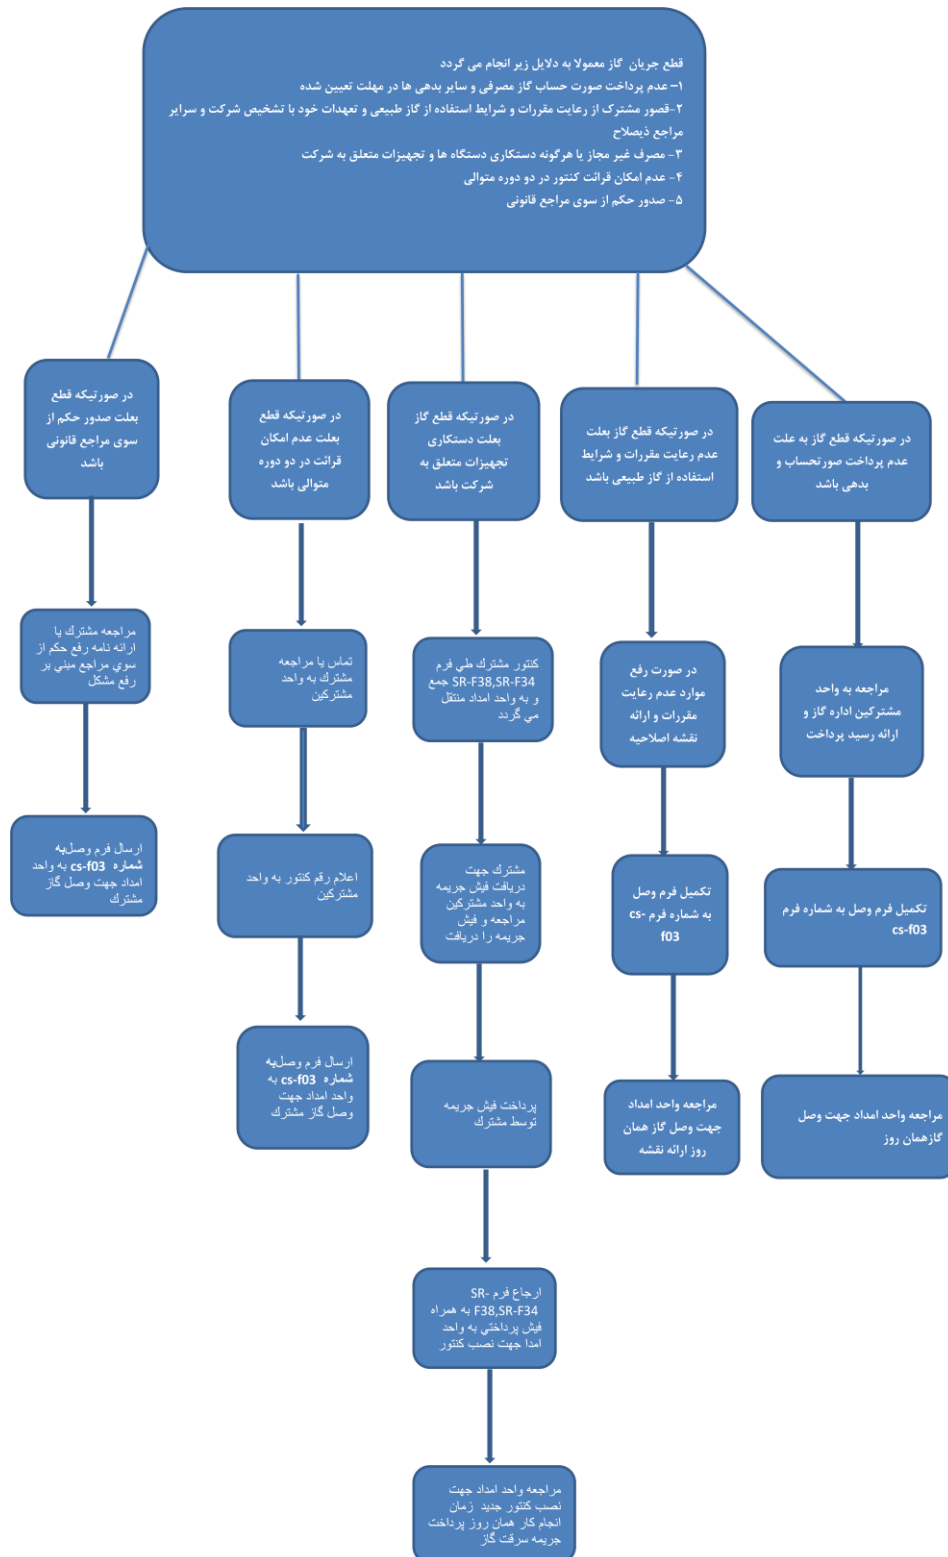 قطع جریان گاز معمولا به دلایل زیر انجام می گردد
۱– عدم پرداخت صورت حساب گاز مصرفی و سایر بدهی ها در مهلت تعیین شده
۲-قصور مشترک از رعایت مقررات و شرایط استفاده از گاز طبیعی و تعهدات خود با تشخیص شرکت و سرایر
مراجع ذیصلاح
۳- مصرف غیر مجاز یا هرگونه دستکاری دستگاه ها و تجهیزات متعلق به شرکت
۴- عدم امکان قرائت کنتور در دو دوره متوالی
۵- صدور حکم از سوی مراجع قانونی
در صورتیکه قطع گاز به علت
عدم پرداخت صورتحساب و
بدهی باشد
مراجعه به واحد
مشترکین اداره گاز و
ارائه رسید پرداخت
تکمیل فرم وصل به شماره فرم
cs-f03
مراجعه واحد امداد جهت وصل
گازهمان روز
در صورتیکه قطع گاز بعلت
عدم رعایت مقررات و شرایط
استفاده از گاز طبیعی باشد
در صورت رفع
موارد عدم رعایت
مقررات و ارائه
نقشه اصلاحیه
تکمیل فرم وصل
به شماره فرم cs-
f03
مراجعه واحد امداد
جهت وصل گاز همان
روز ارائه نقشه
در صورتیکه قطع گاز
بعلت دستکاری
تجهیزات متعلق به
شرکت باشد
کنتور مشترك طي فرم
SR-F38,SR-F34 جمع
و به واحد امداد منتقل
مي گردد
مشترك جهت
دریافت فیش جریمه
به واحد مشترکین
مراجعه و فیش
جریمه را دریافت
پرداخت فیش جریمه
توسط مشترك
ارجاع فرم SR-
F38,SR-F34 به همراه
فیش پرداختي به واحد
امدا جهت نصب کنتور
مراجعه واحد امداد جهت
نصب کنتور جدید زمان
انجام کار همان روز پرداخت
جریمه سرقت گاز
در صورتیکه قطع
بعلت عدم امکان
قرائت در دو دوره
متوالی باشد
تماس یا مراجعه
مشترك به واحد
مشترکین
اعلام رقم کنتور به واحد
مشترکین
ارسال فرم وصلبه
شماره cs-f03 به
واحد امداد جهت
وصل گاز مشترك
در صورتیکه قطع
بعلت صدور حکم از
سوی مراجع قانونی
باشد
مراجعه مشترك یا
ارائه نامه رفع حکم از
سوي مراجع مبني بر
رفع مشکل
ارسال فرم وصلبه
شماره cs-f03 به واحد
امداد جهت وصل گاز
مشترك